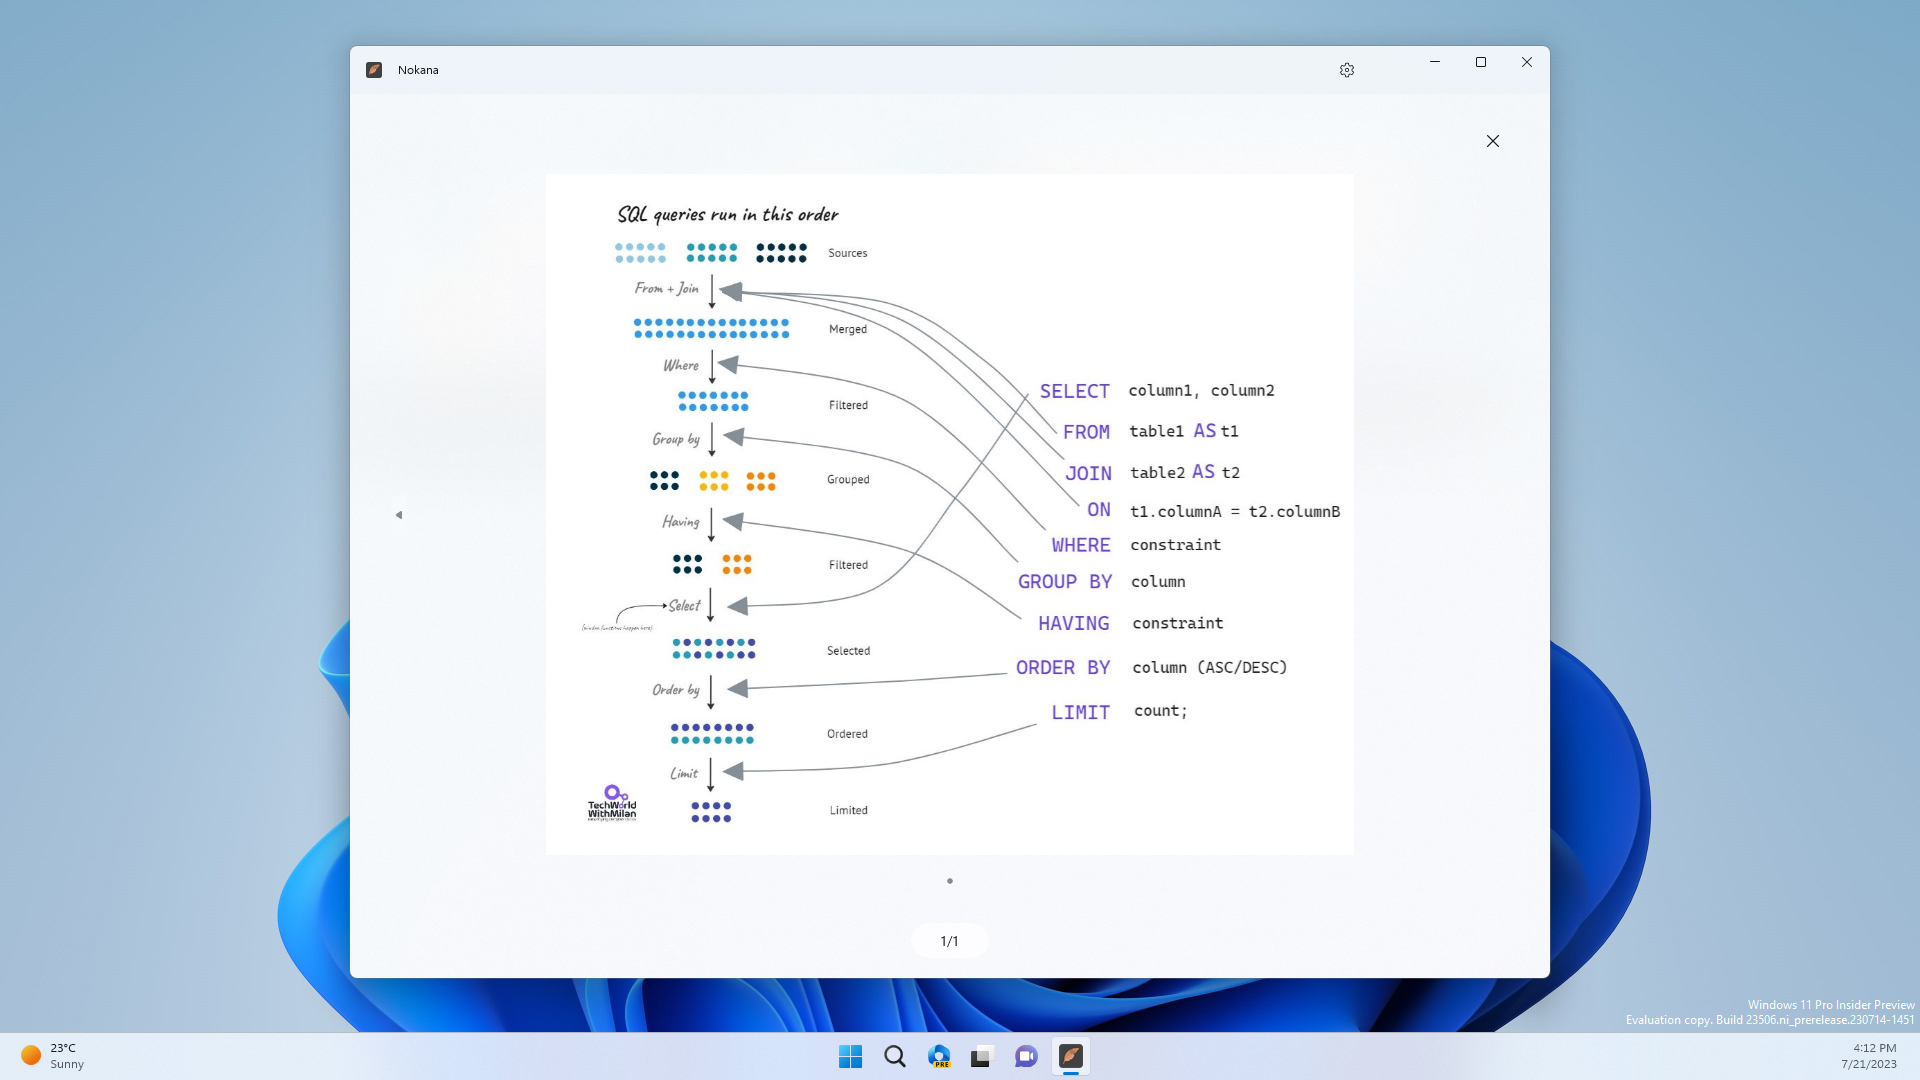 Nokana
SQL queries run in this order
Sources
From + Join
Merged
Where
Filtered
Group by
Grouped
Having
Filtered
Select
(window functions happen here)
Selected
Order by
Ordered
Limit
Limited
SELECT column1, column2
FROM table1 AS t1
JOIN table2 AS t2
ON t1.columnA = t2.columnB
WHERE constraint
GROUP BY column
HAVING constraint
ORDER BY column (ASC/DESC)
LIMIT count;
TechWorld
WithMilan
1/1
Windows 11 Pro Insider Preview
Evaluation copy. Build 23506.ni_prerelease.230714-1451
23°C
Sunny
PRE
4:12 PM
7/21/2023